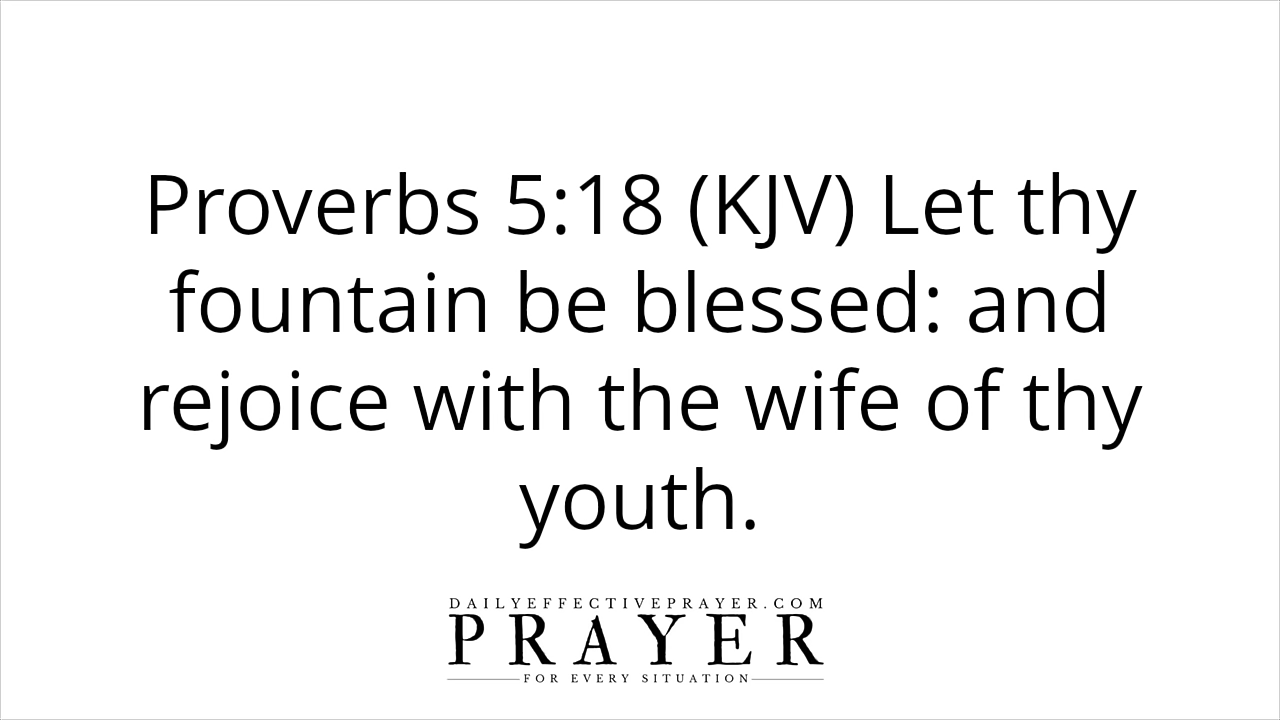 Proverbs 5:18 (KJV) Let thy
fountain be blessed: and
rejoice with the wife of thy
youth.
DAILYEFFECTIVEPRAYER.COM
PRAYER
FOR EVERY SITUATION